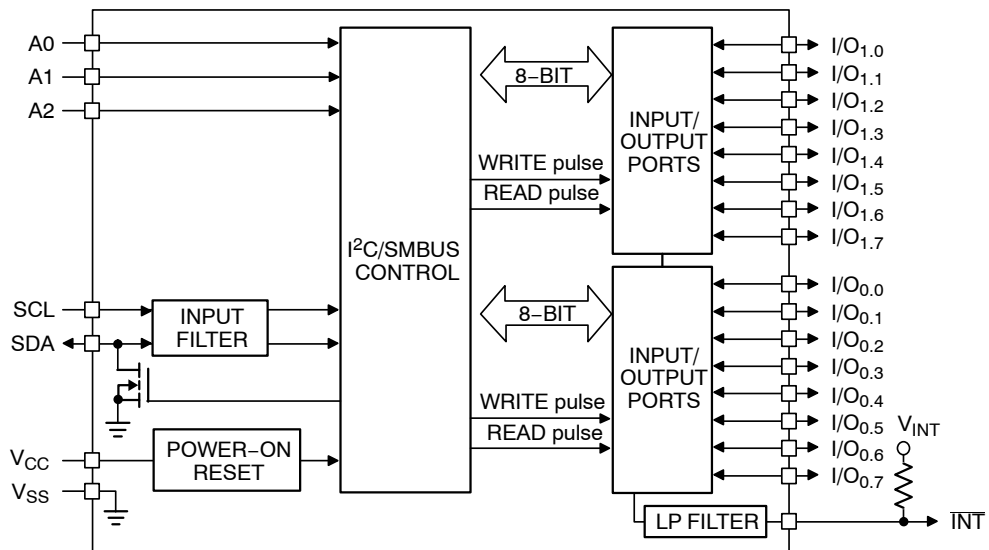 A0
A1
A2
SCL
SDA
VCC
VSS
INPUT
FILTER
POWER−ON
RESET
I²C/SMBUS
CONTROL
8−BIT
WRITE pulse
READ pulse
INPUT/
OUTPUT
PORTS
I/O1.0
I/O1.1
I/O1.2
I/O1.3
I/O1.4
I/O1.5
I/O1.6
I/O1.7
8−BIT
WRITE pulse
READ pulse
INPUT/
OUTPUT
PORTS
I/O0.0
I/O0.1
I/O0.2
I/O0.3
I/O0.4
I/O0.5
I/O0.6
I/O0.7
VINT
LP FILTER
INT